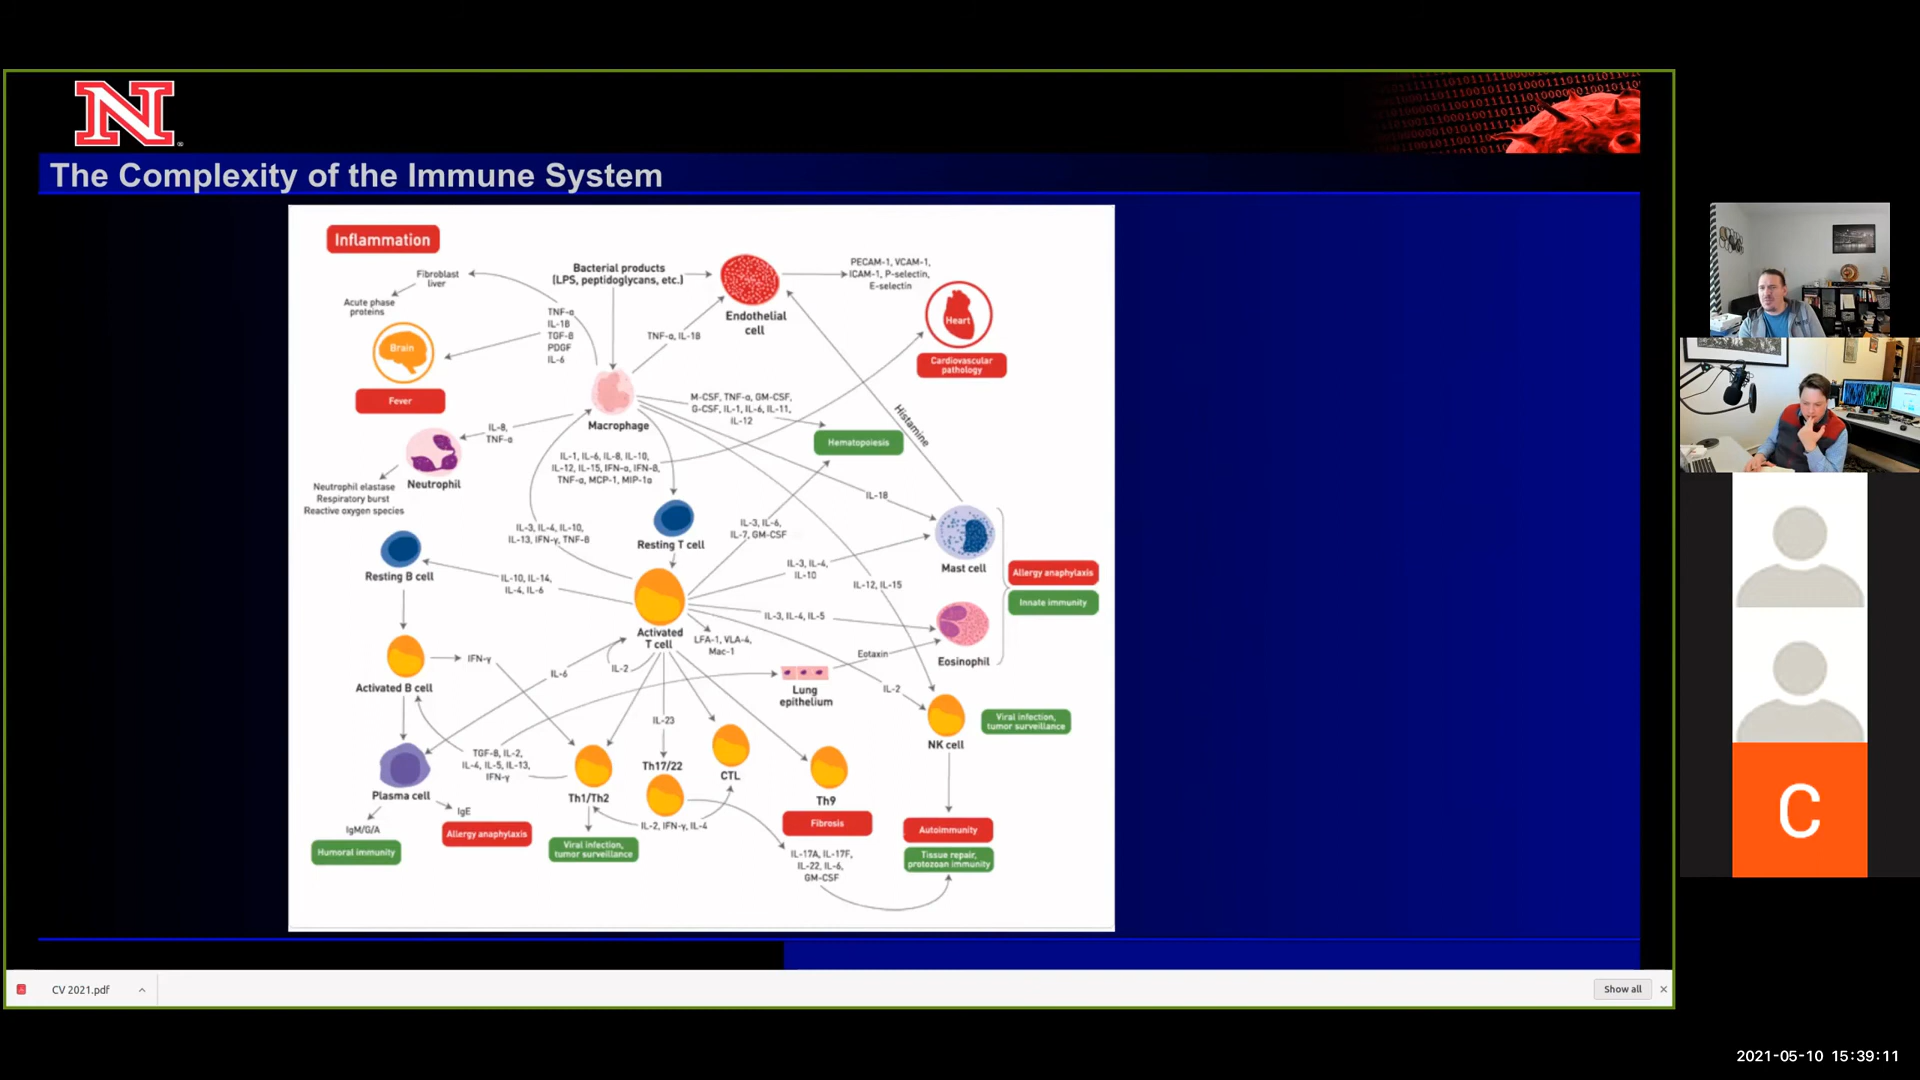 N
The Complexity of the Immune System
Inflammation
Fibroblast
liver
Acute phase
proteins
Brain
Fever
Bacterial products
(LPS, peptidoglycans, etc.)
Endothelial
cell
PECAM-1, VCAM-1,
ICAM-1, P-selectin,
E-selectin
Heart
Cardiovascular
pathology
TNF-α
IL-1B
TGF-B
PDGF
IL-6
TNF-α, IL-1B
Macrophage
M-CSF, TNF-α, GM-CSF,
G-CSF, IL-1, IL-6, IL-11,
IL-12
Histamine
Hematopoiesis
IL-8,
TNF-α
Neutrophil
Neutrophil elastase
Respiratory burst
Reactive oxygen species
IL-1, IL-6, IL-8, IL-10,
IL-12, IL-15, IFN-α, IFN-B,
TNF-α, MCP-1, MIP-1α
IL-18
IL-3, IL-4, IL-10,
IL-13, IFN-γ, TNF-B
Resting T cell
IL-3, IL-6,
IL-7, GM-CSF
Mast cell
Resting B cell
IL-10, IL-14,
IL-4, IL-6
IL-3, IL-4,
IL-10
IL-12, IL-15
Allergy anaphylaxis
Innate immunity
Activated
T cell
LFA-1, VLA-4,
Mac-1
IL-3, IL-4, IL-5
Eosinophil
Eotaxin
Activated B cell
IFN-γ
IL-6
IL-2
Lung
epithelium
IL-2
NK cell
Viral infection,
tumor surveillance
IL-23
TGF-B, IL-2,
IL-4, IL-5, IL-13,
IFN-γ
Plasma cell
Th1/Th2
Th17/22
CTL
Th9
Fibrosis
IgM/G/A
Humoral immunity
IgE
Allergy anaphylaxis
Viral infection,
tumor surveillance
IL-2, IFN-γ, IL-4
IL-17A, IL-17F,
IL-22, IL-6,
GM-CSF
Autoimmunity
Tissue repair,
protozoan immunity
CV 2021.pdf
Show all
C
2021-05-10 15:39:11